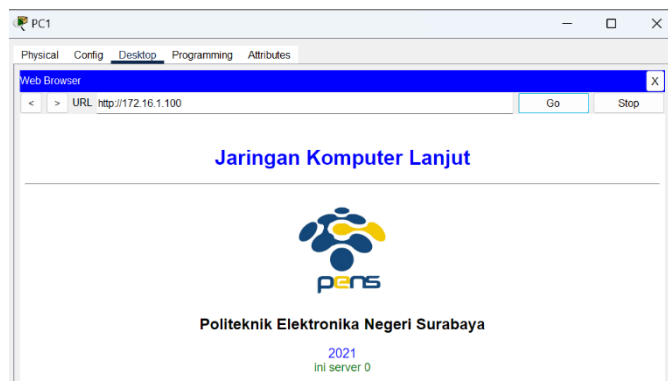 PC1
Physical Config Desktop Programming Attributes
Web Browser X
< > URL http://172.16.1.100 Go Stop
Jaringan Komputer Lanjut
pens
Politeknik Elektronika Negeri Surabaya
2021
ini server 0